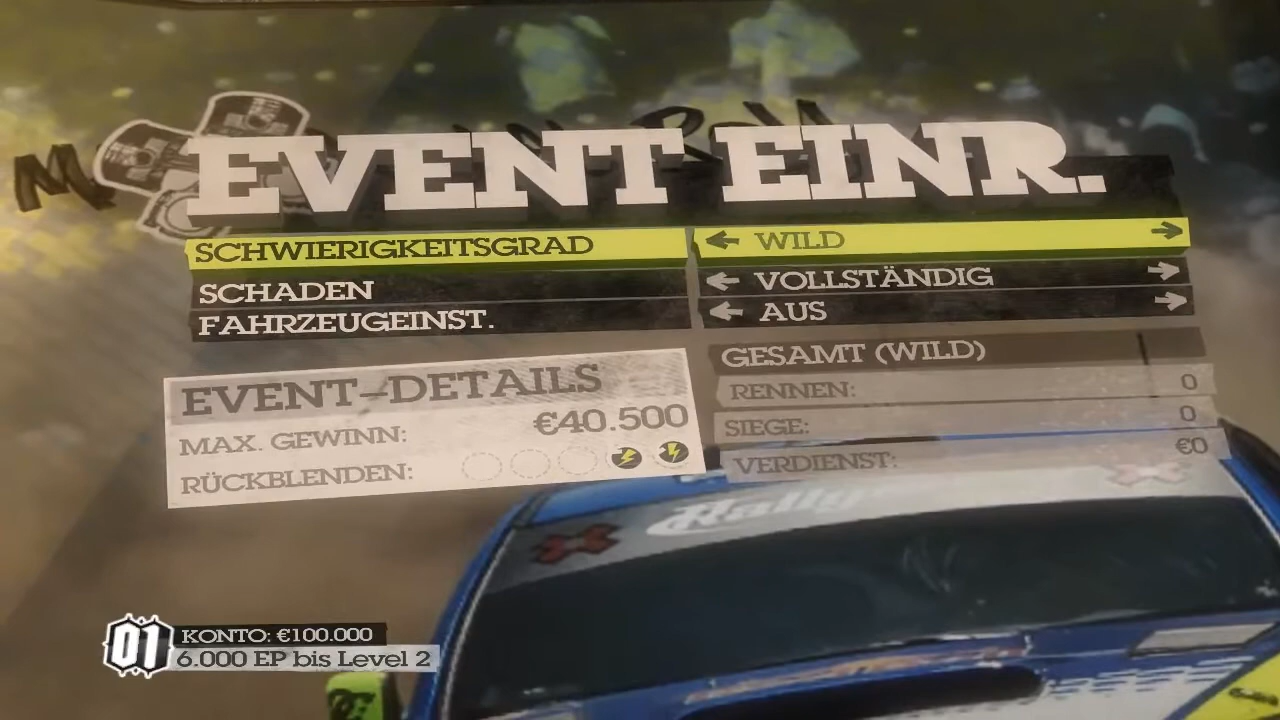 EVENT EINR.
SCHWIERIGKEITSGRAD WILD
SCHADEN VOLLSTÄNDIG
FAHRZEUGEINST. AUS
EVENT-DETAILS
MAX. GEWINN: €40.500
RÜCKBLENDEN:
GESAMT (WILD)
RENNEN: 0
SIEGE: 0
VERDIENST: €0
Rally
01
KONTO: €100.000
6.000 EP bis Level 2